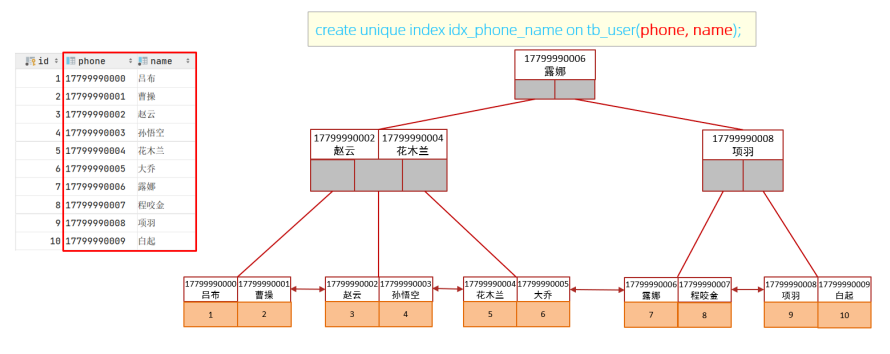 create unique index idx_phone_name on tb_user(phone, name);
id phone name
1 17799990000 吕布
2 17799990001 曹操
3 17799990002 赵云
4 17799990003 孙悟空
5 17799990004 花木兰
6 17799990005 大乔
7 17799990006 露娜
8 17799990007 程咬金
9 17799990008 项羽
10 17799990009 白起
17799990006
露娜
17799990002 17799990004
赵云 花木兰
17799990008
项羽
17799990000 17799990001
吕布 曹操
1 2
17799990002 17799990003
赵云 孙悟空
3 4
17799990004 17799990005
花木兰 大乔
5 6
17799990006 17799990007
露娜 程咬金
7 8
17799990008 17799990009
项羽 白起
9 10